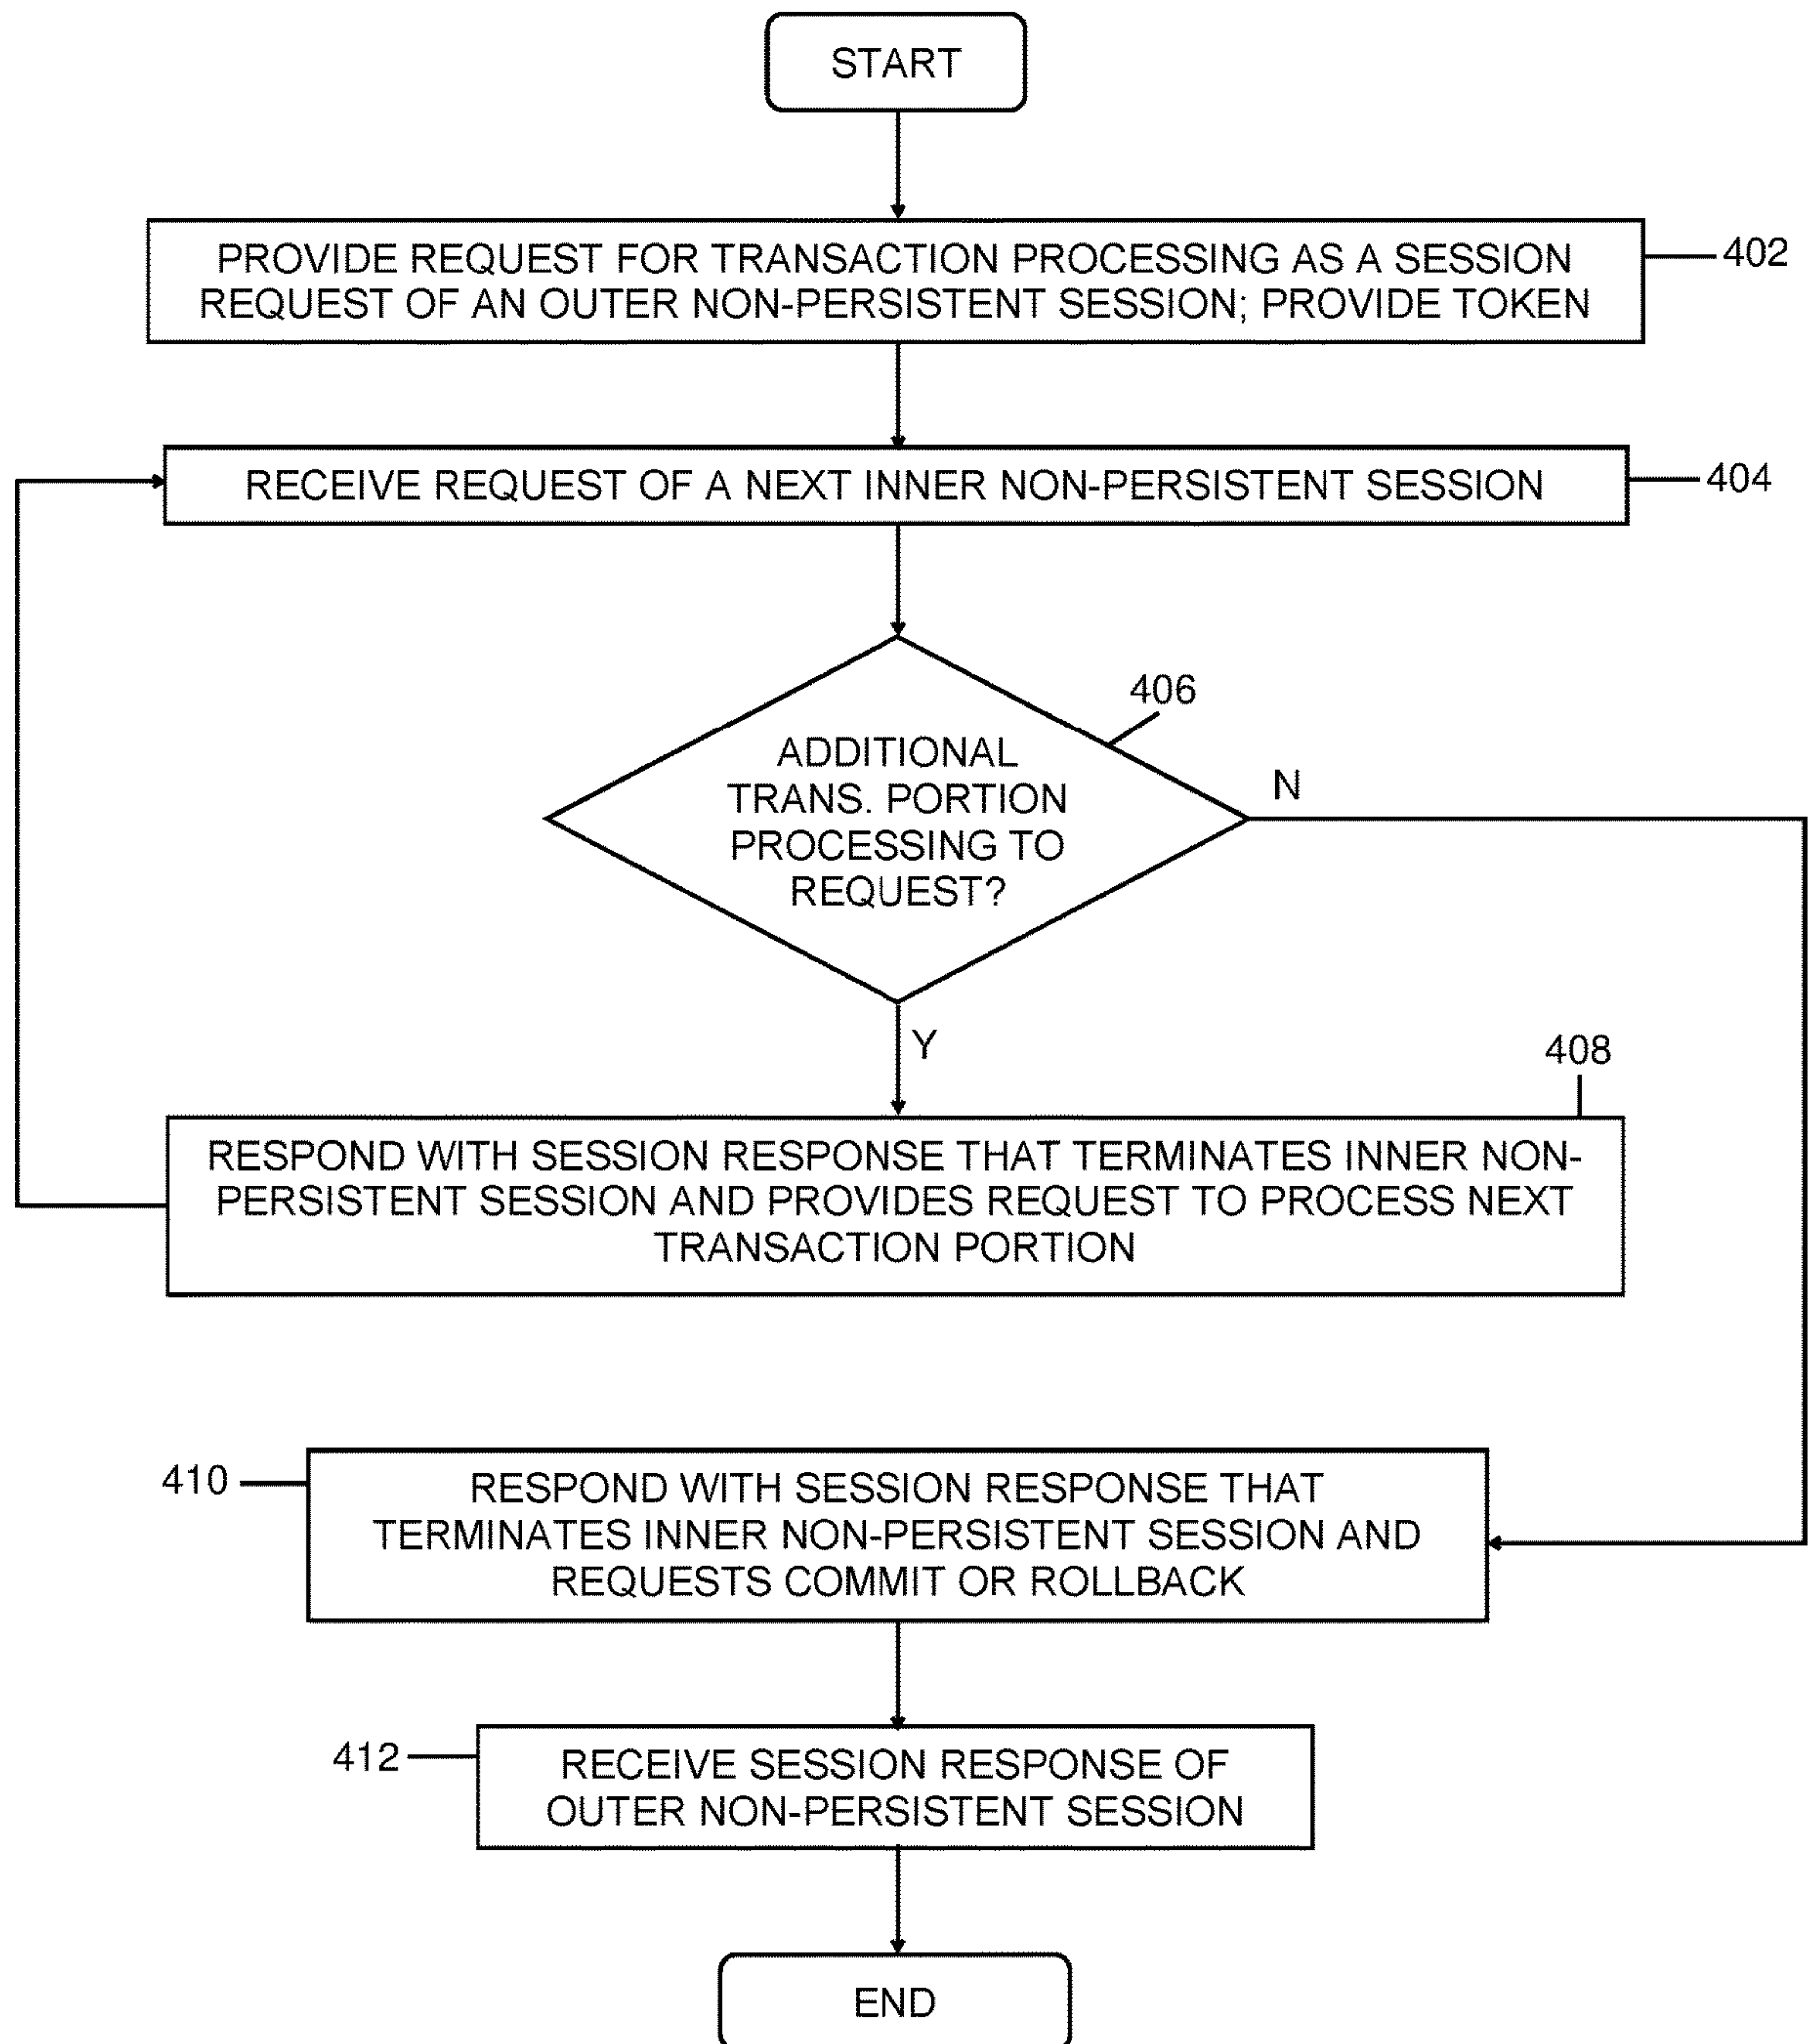 START
PROVIDE REQUEST FOR TRANSACTION PROCESSING AS A SESSION
REQUEST OF AN OUTER NON-PERSISTENT SESSION; PROVIDE TOKEN
402
RECEIVE REQUEST OF A NEXT INNER NON-PERSISTENT SESSION
404
406
ADDITIONAL
TRANS. PORTION
PROCESSING TO
REQUEST?
N
Y
408
RESPOND WITH SESSION RESPONSE THAT TERMINATES INNER NON-
PERSISTENT SESSION AND PROVIDES REQUEST TO PROCESS NEXT
TRANSACTION PORTION
410
RESPOND WITH SESSION RESPONSE THAT
TERMINATES INNER NON-PERSISTENT SESSION AND
REQUESTS COMMIT OR ROLLBACK
412
RECEIVE SESSION RESPONSE OF
OUTER NON-PERSISTENT SESSION
END